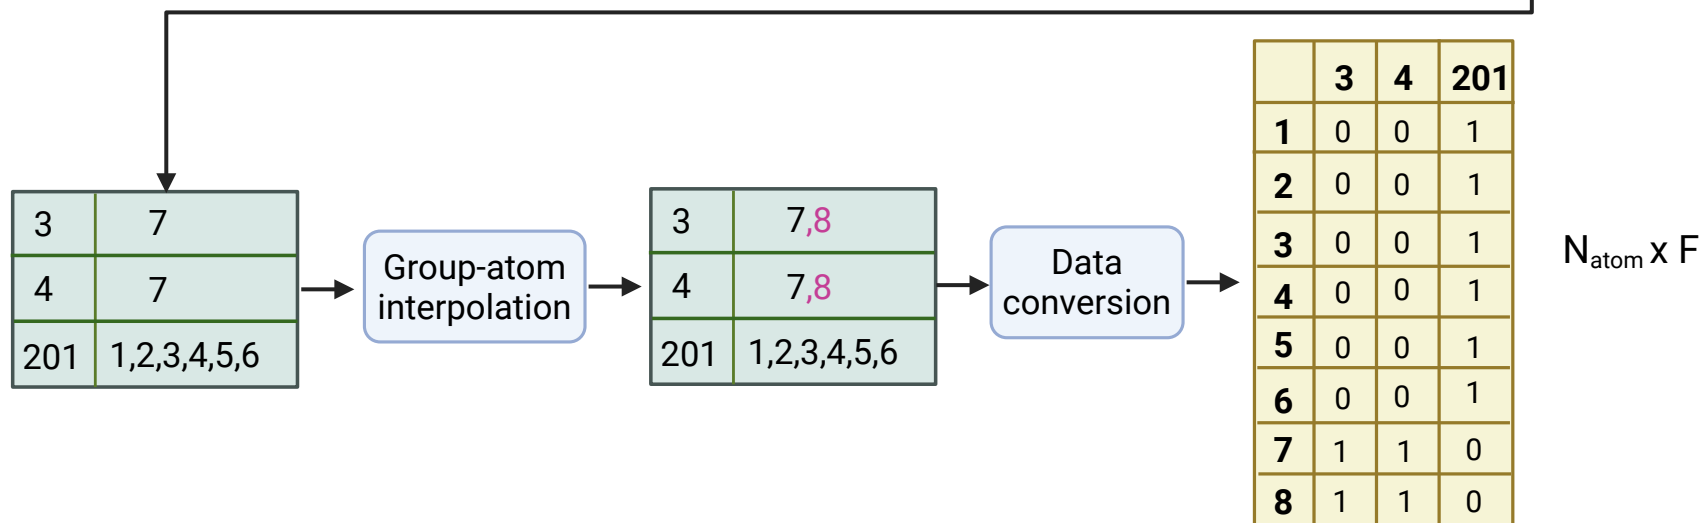 3 7
4 7
201 1,2,3,4,5,6
Group-atom
interpolation
3 7,8
4 7,8
201 1,2,3,4,5,6
Data
conversion
3 4 201
1 0 0 1
2 0 0 1
3 0 0 1
4 0 0 1
5 0 0 1
6 0 0 1
7 1 1 0
8 1 1 0
Natom x F